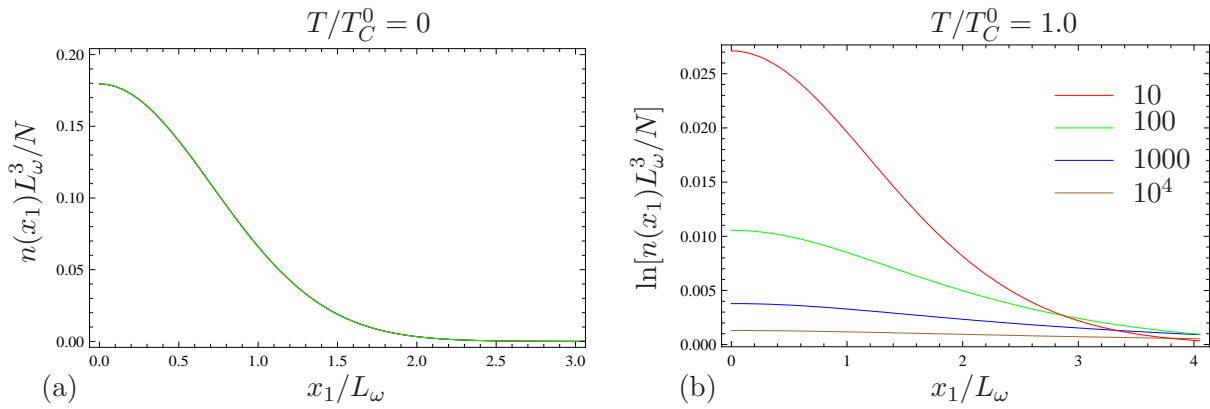 T/T_C^0 = 0
n(x_1)L_ω^3/N
0.20
0.15
0.10
0.05
0.00
0.0 0.5 1.0 1.5 2.0 2.5 3.0
(a)
x_1/L_ω
T/T_C^0 = 1.0
ln[n(x_1)L_ω^3/N]
0.025
0.020
0.015
0.010
0.005
0.000
0 1 2 3 4
10
100
1000
10^4
(b)
x_1/L_ω